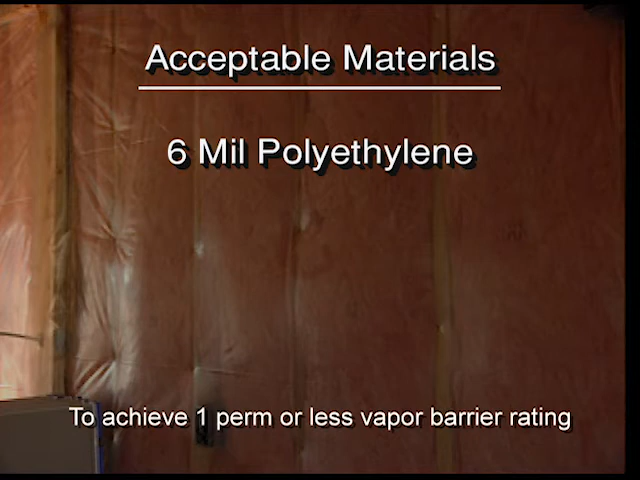 Acceptable Materials
6 Mil Polyethylene
To achieve 1 perm or less vapor barrier rating